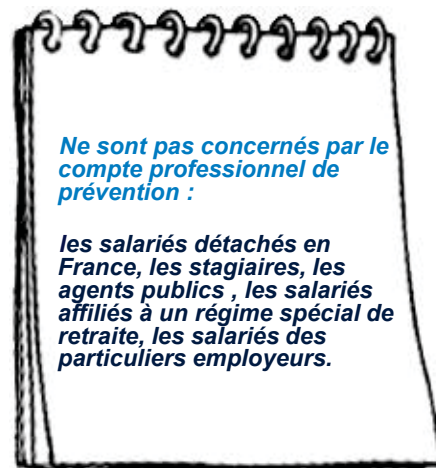 Ne sont pas concernés par le
compte professionnel de
prévention :
les salariés détachés en
France, les stagiaires, les
agents publics , les salariés
affiliés à un régime spécial de
retraite, les salariés des
particuliers employeurs.